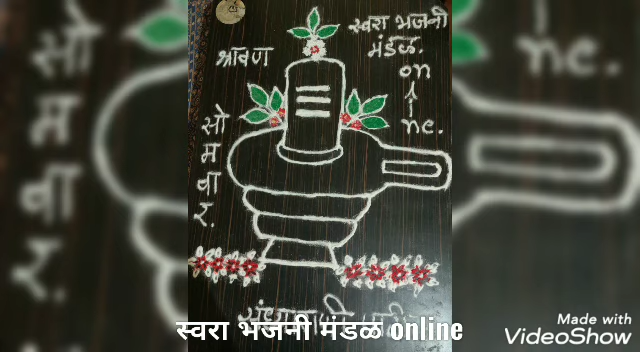 श्रावण
सोमवार.
स्वरा भजनी
मंडळ.
on
line.
स्वरा भजनी मंडळ online
Made with
VideoShow